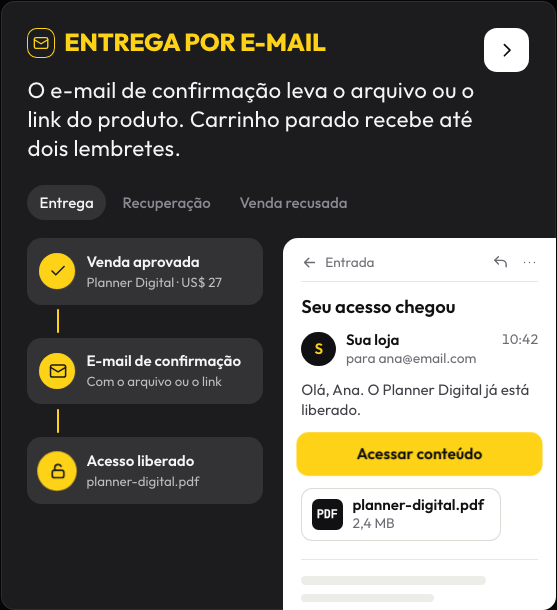 ENTREGA POR E-MAIL
O e-mail de confirmação leva o arquivo ou o
link do produto. Carrinho parado recebe até
dois lembretes.
Entrega
Recuperação
Venda recusada
Venda aprovada
Planner Digital · US$ 27
E-mail de confirmação
Com o arquivo ou o link
Acesso liberado
planner-digital.pdf
Entrada
Seu acesso chegou
S
Sua loja
10:42
para ana@email.com
Olá, Ana. O Planner Digital já está
liberado.
Acessar conteúdo
PDF
planner-digital.pdf
2,4 MB